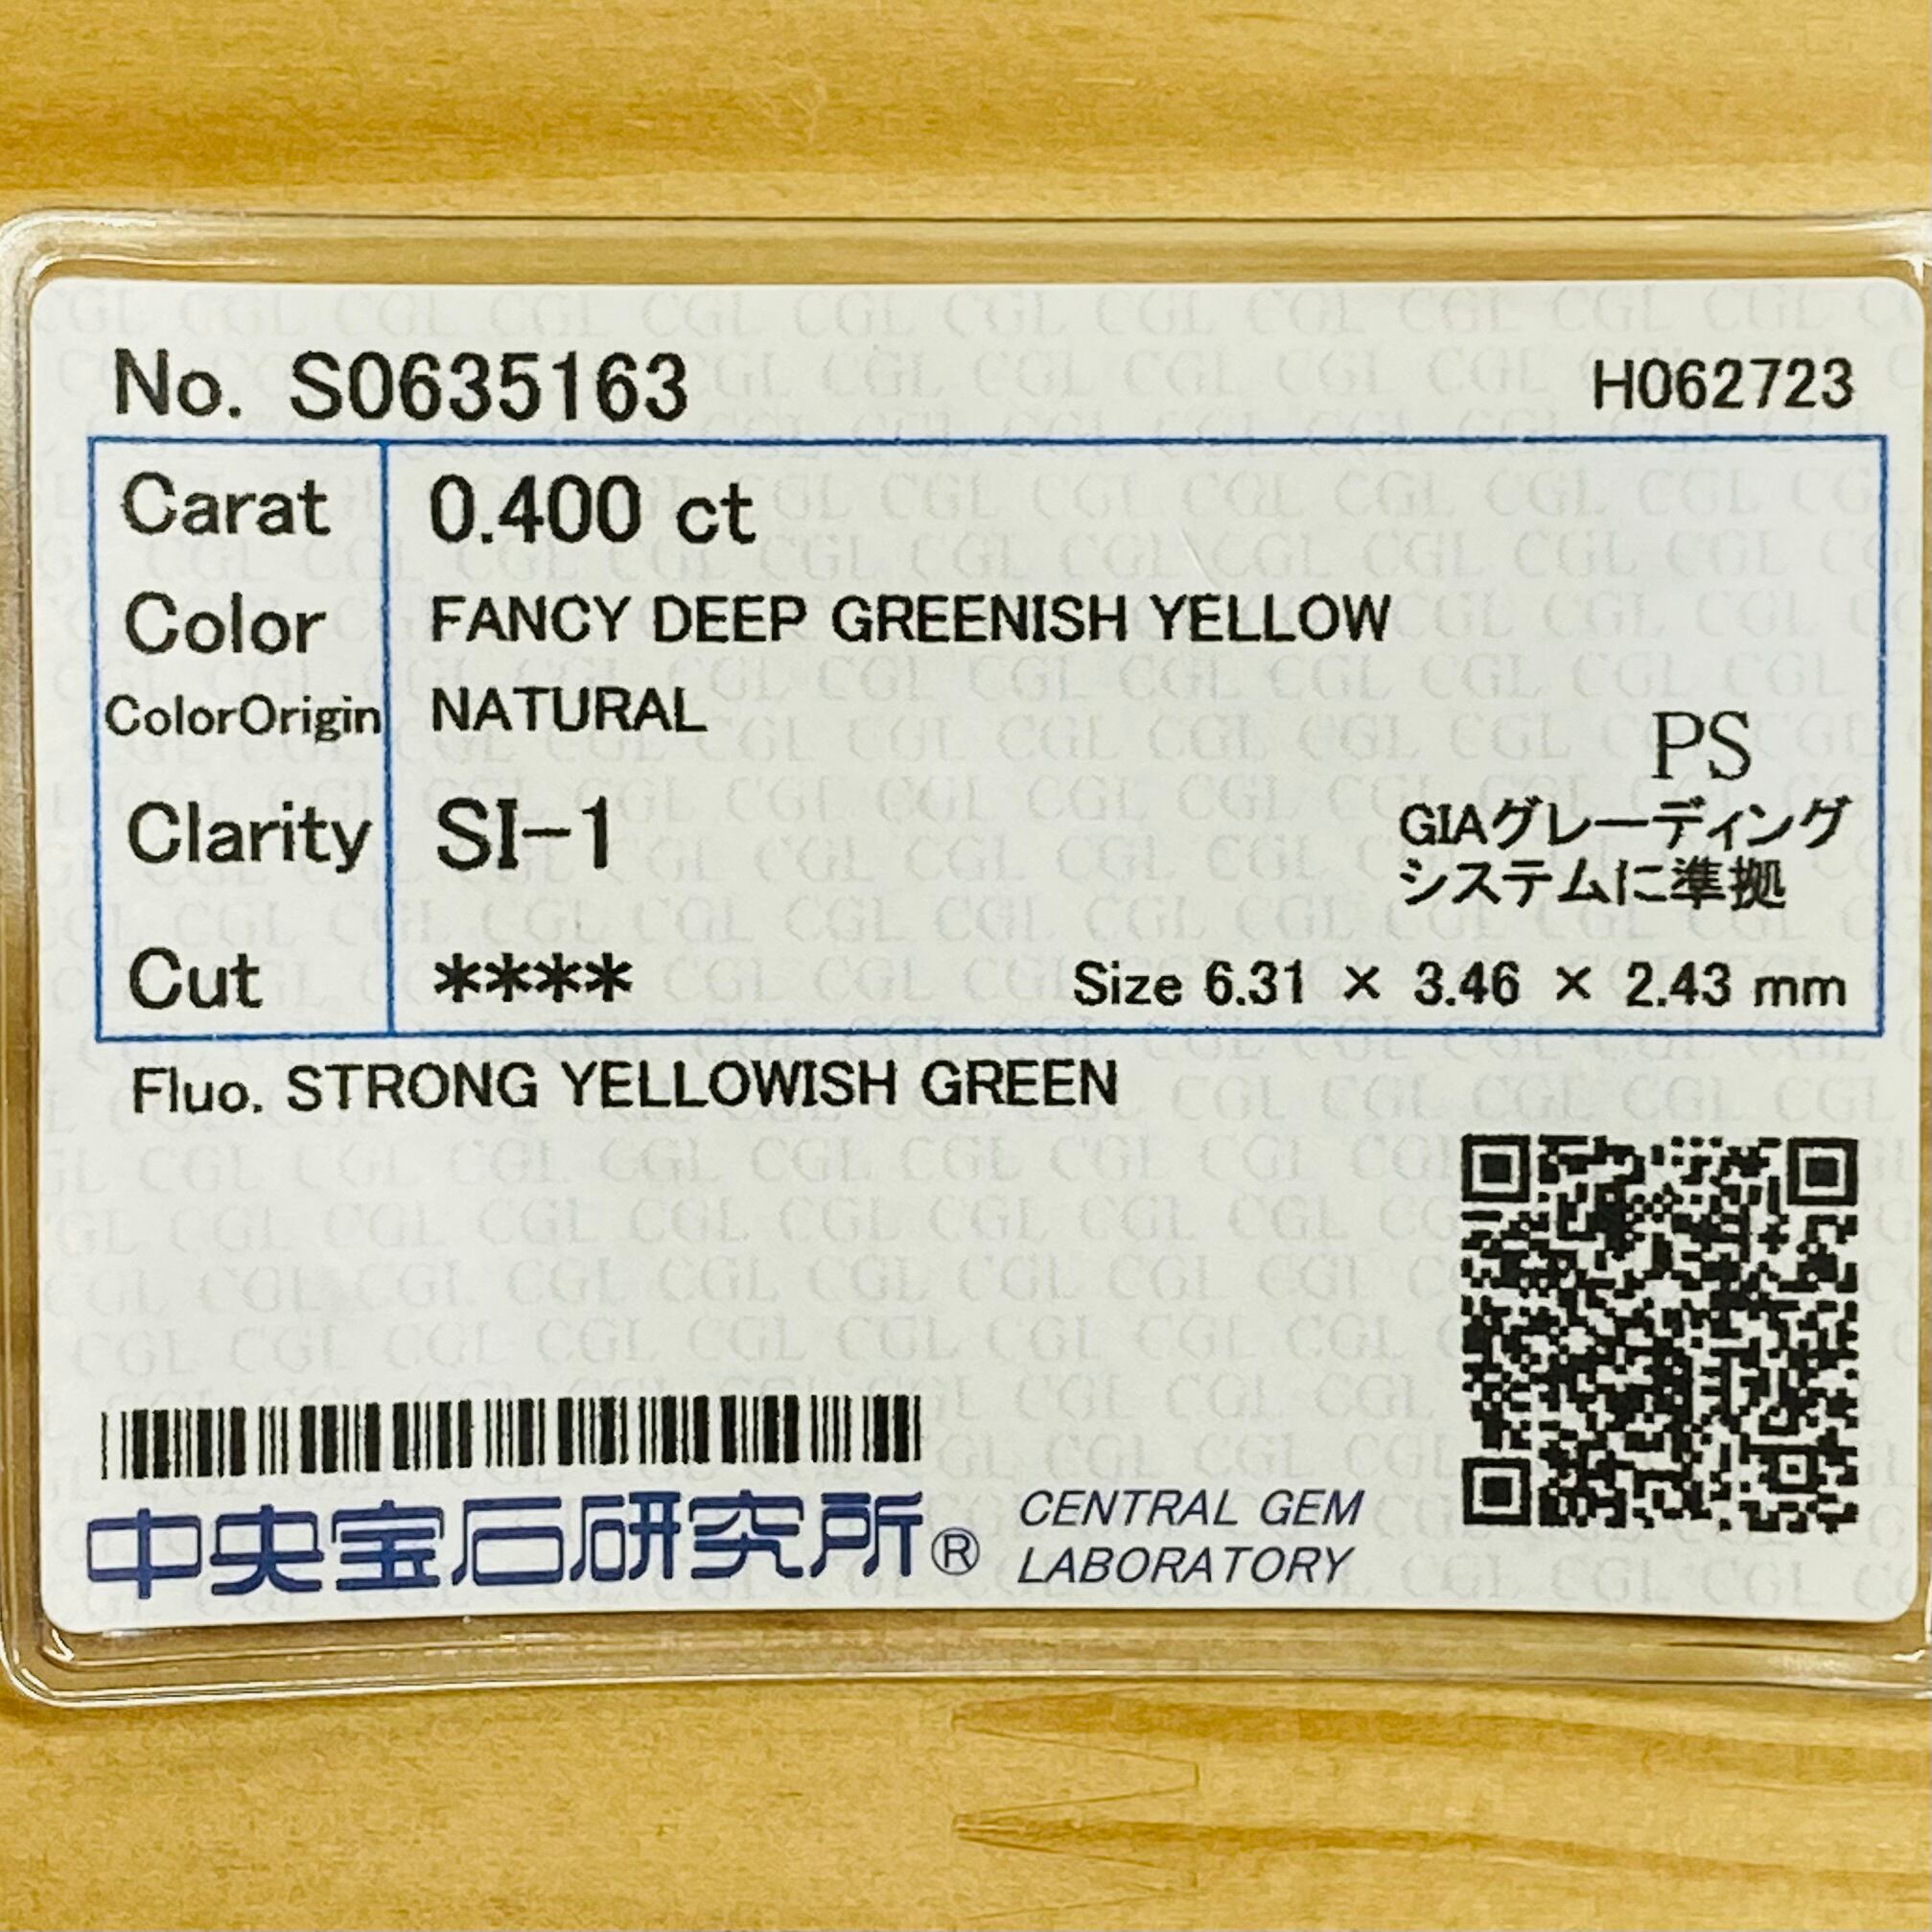 No. S0635163 H062723
Carat 0.400 ct
Color FANCY DEEP GREENISH YELLOW
ColorOrigin NATURAL
PS
Clarity SI-1
GIAグレーディング
システムに準拠
Cut **** Size 6.31 × 3.46 × 2.43 mm
Fluo. STRONG YELLOWISH GREEN
中央宝石研究所®
CENTRAL GEM
LABORATORY